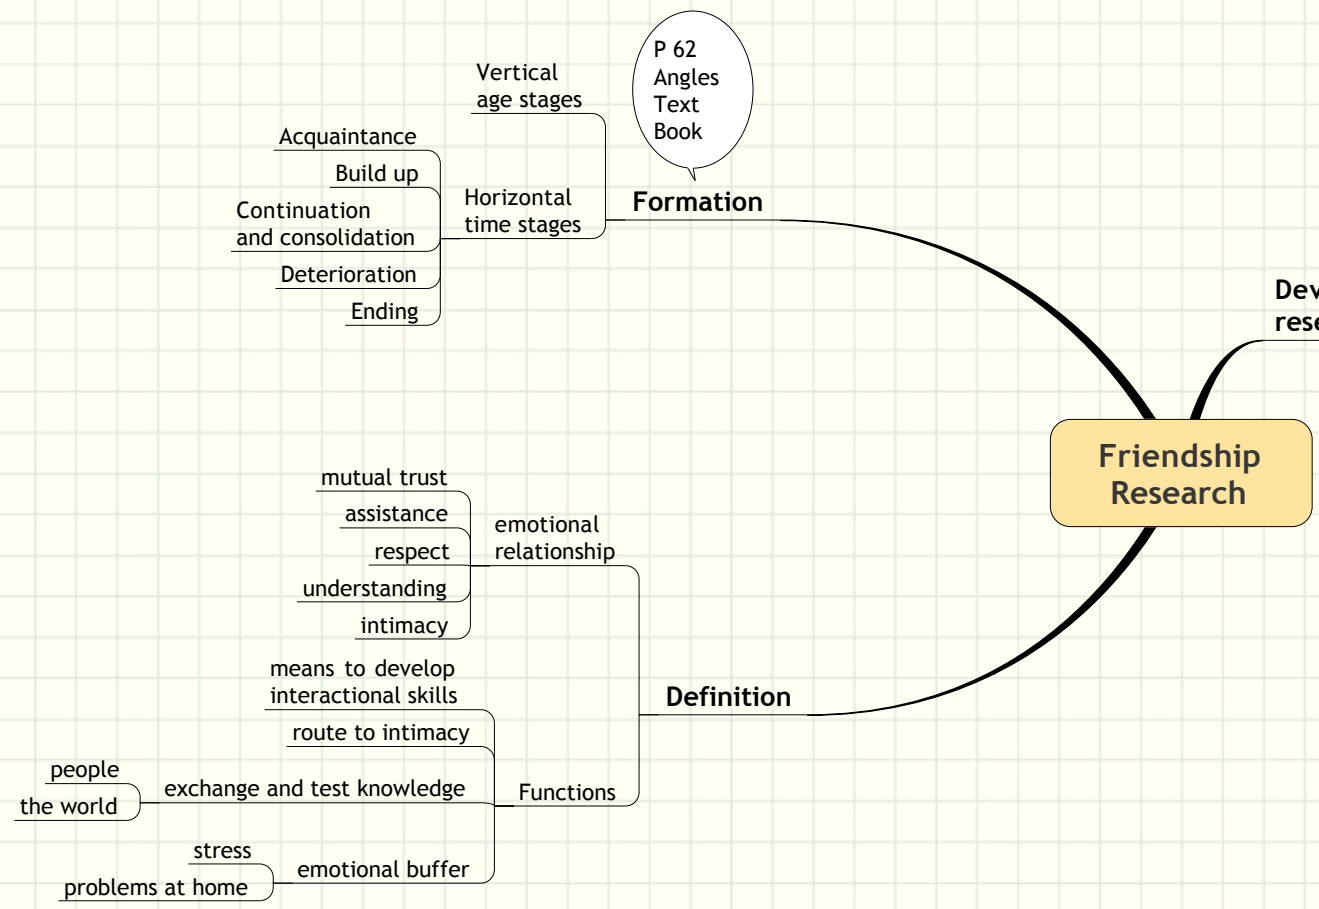 P 62
Angles
Text
Book
Vertical
age stages
Acquaintance
Build up
Horizontal
time stages
Formation
Continuation
and consolidation
Deterioration
Ending
Friendship
Research
mutual trust
assistance
emotional
relationship
respect
understanding
intimacy
means to develop
interactional skills
Definition
route to intimacy
people
exchange and test knowledge
Functions
the world
stress
emotional buffer
problems at home